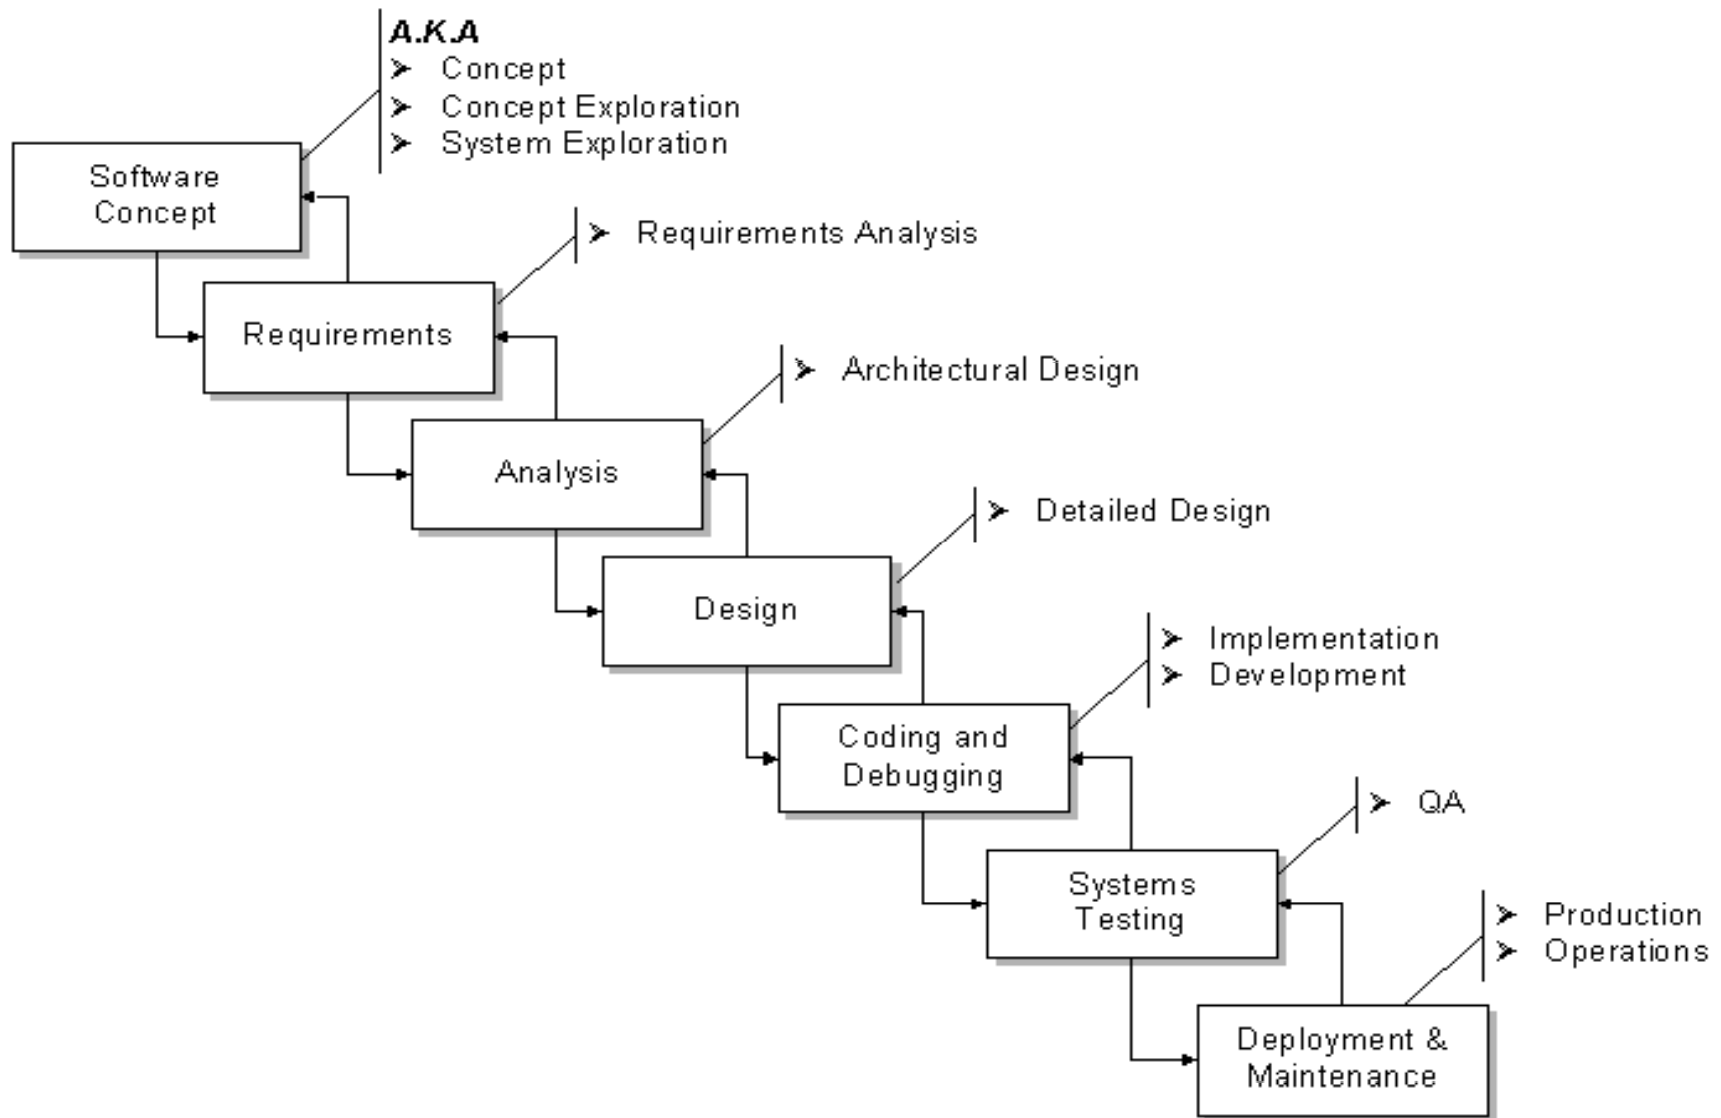 A.K.A
Concept
Concept Exploration
System Exploration
Software
Concept
Requirements Analysis
Requirements
Architectural Design
Analysis
Detailed Design
Design
Implementation
Development
Coding and
Debugging
QA
Systems
Testing
Production
Operations
Deployment &
Maintenance